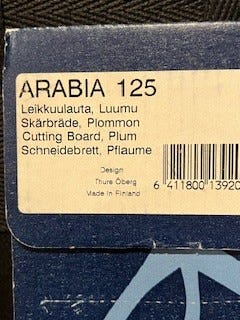 ARABIA 125
Leikkuulauta, Luumu
Skärbräde, Plommon
Cutting Board, Plum
Schneidebrett, Pflaume
Design
Thure Öberg
Made in Finland
6 411800 13920